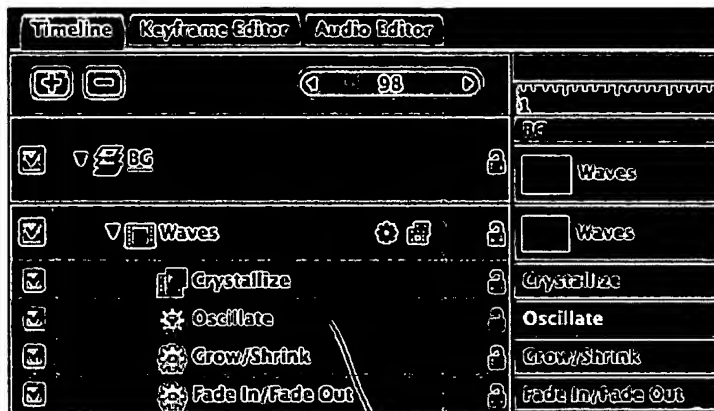 Timeline Keyframe Editor Audio Editor
98
1
BG
BG
Waves
Waves
Waves
Crystallize
Crystallize
Oscillate
Oscillate
Grow/Shrink
Grow/Shrink
Fade In/Fade Out
Fade In/Fade Out